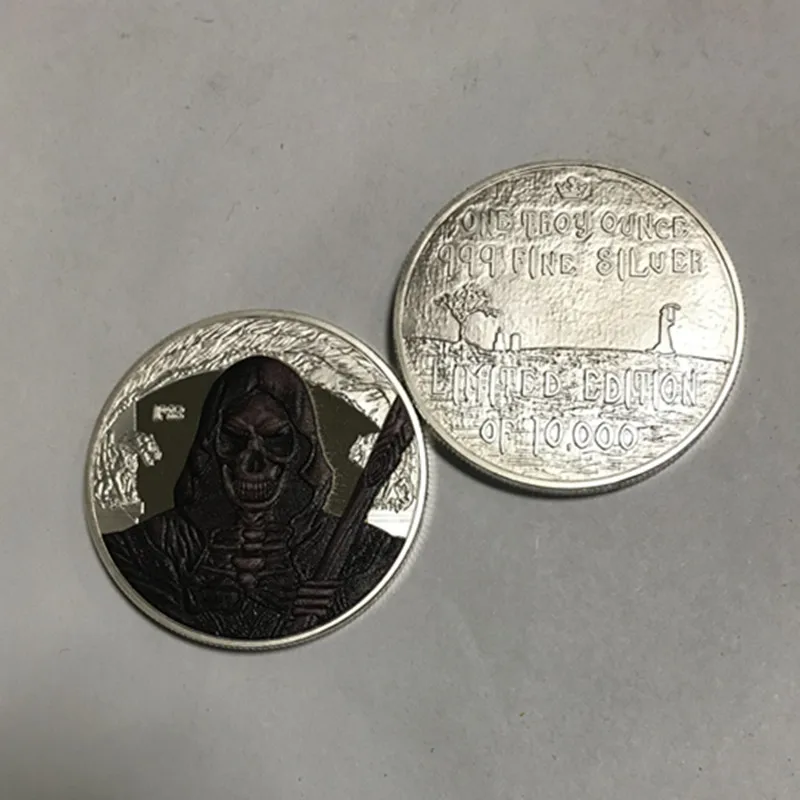 ONE TROY OUNCE
999 FINE SILVER
LIMITED EDITION
OF 10,000